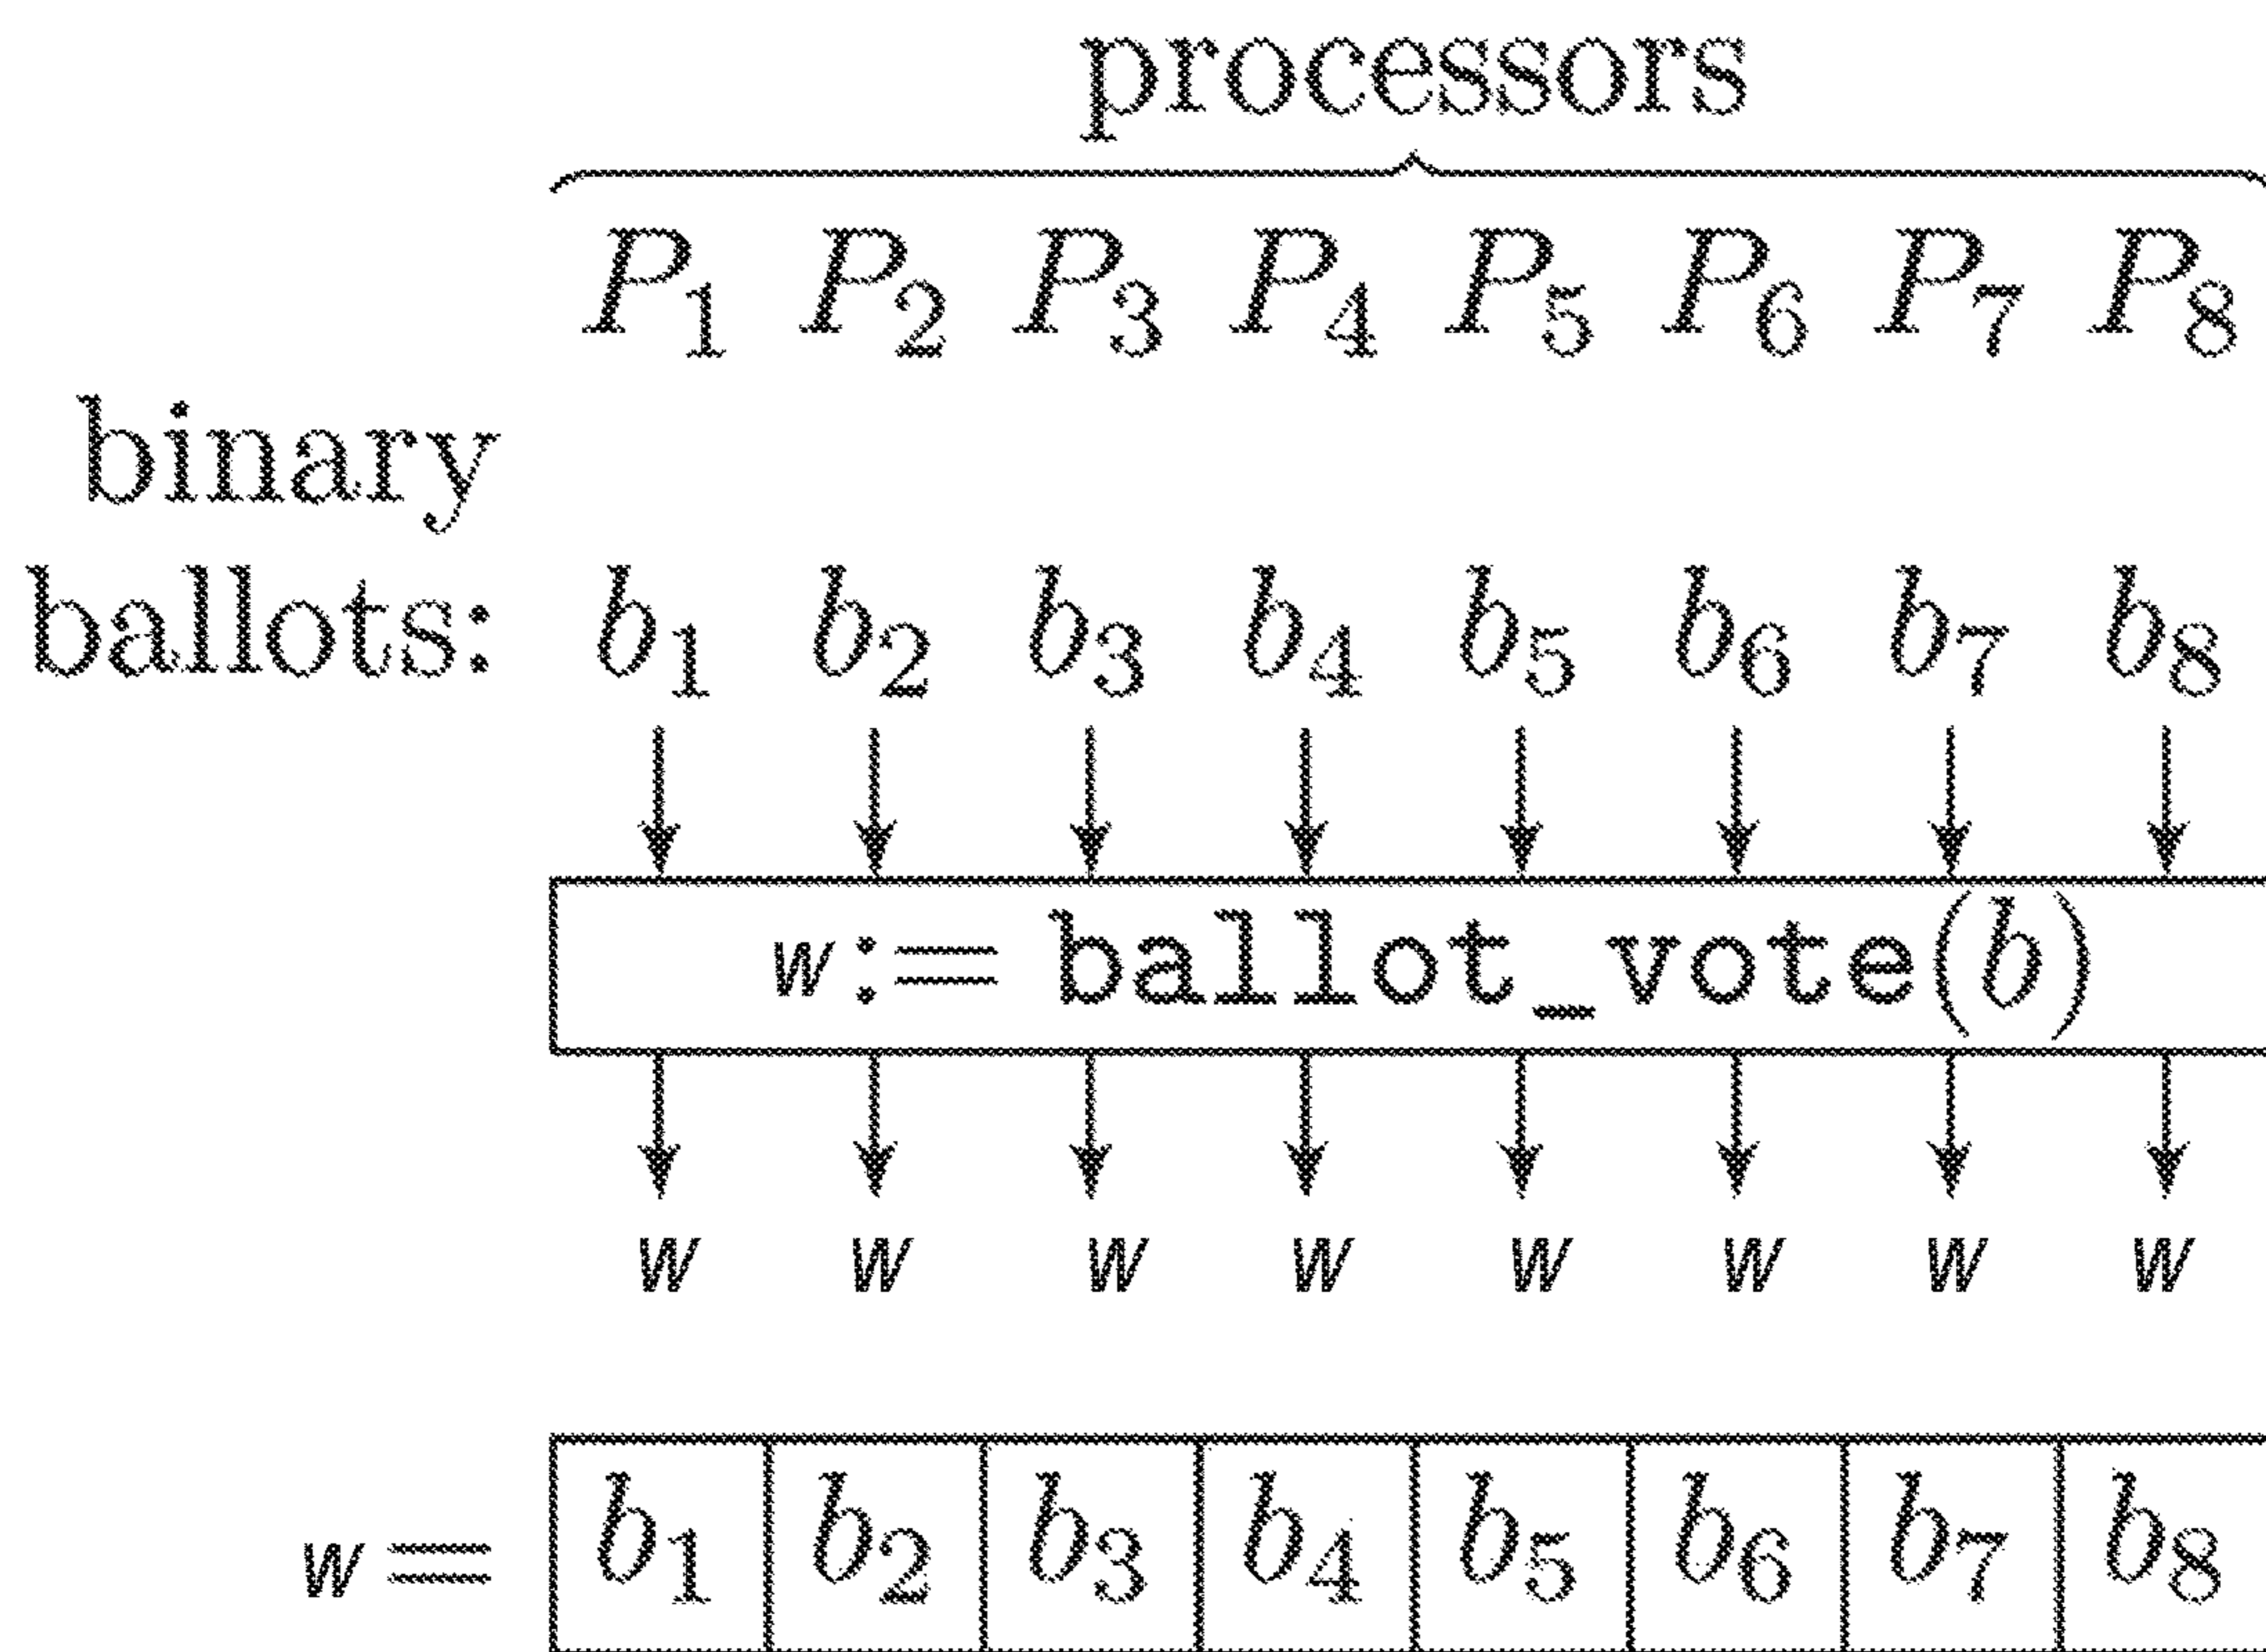 processors
P₁ P₂ P₃ P₄ P₅ P₆ P₇ P₈
binary
ballots: b₁ b₂ b₃ b₄ b₅ b₆ b₇ b₈
w := ballot_vote(b)
w w w w w w w w
w = b₁ b₂ b₃ b₄ b₅ b₆ b₇ b₈